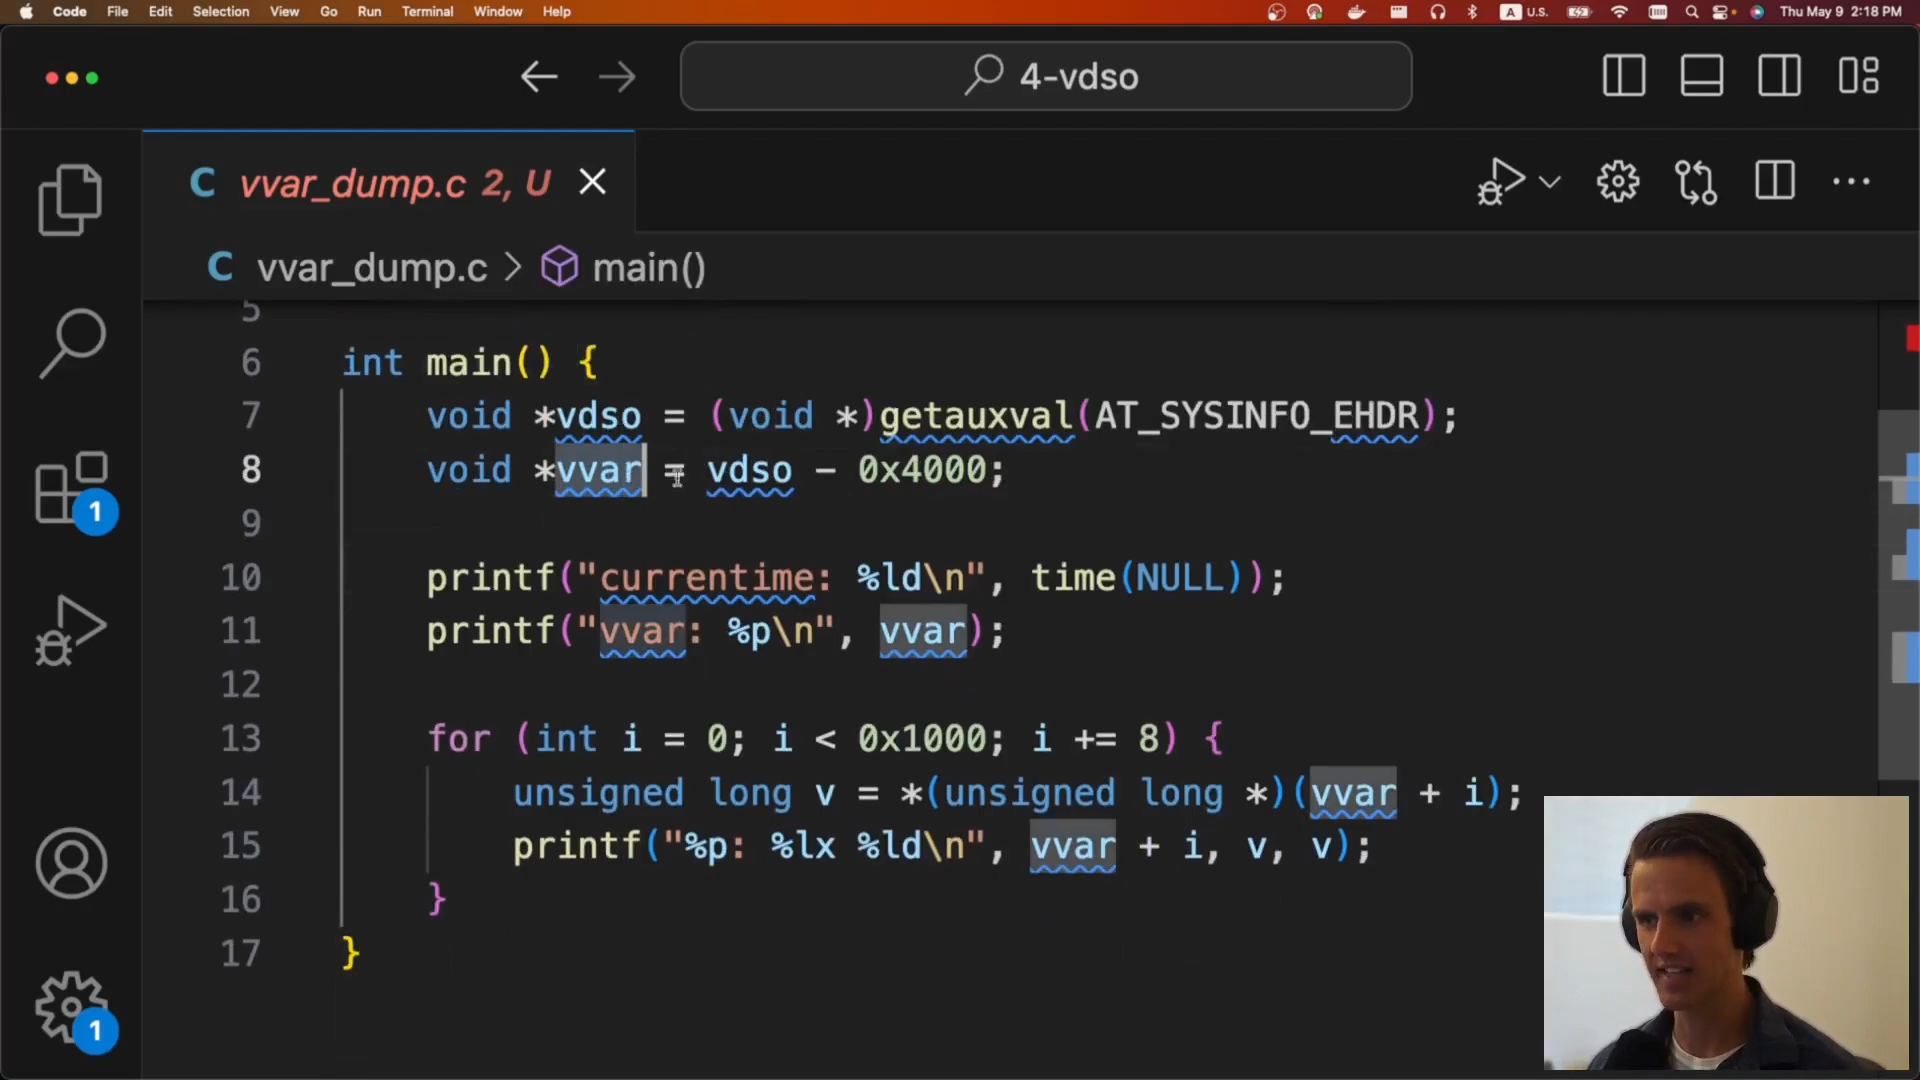 Code File Edit Selection View Go Run Terminal Window Help A U.S. Thu May 9 2:18 PM
4-vdso
C vvar_dump.c 2, U
C vvar_dump.c > main()
5
6 int main() {
7 void *vdso = (void *)getauxval(AT_SYSINFO_EHDR);
8 void *vvar = vdso - 0x4000;
9
10 printf("currentime: %ld\n", time(NULL));
11 printf("vvar: %p\n", vvar);
12
13 for (int i = 0; i < 0x1000; i += 8) {
14 unsigned long v = *(unsigned long *)(vvar + i);
15 printf("%p: %lx %ld\n", vvar + i, v, v);
16 }
17 }
1
1